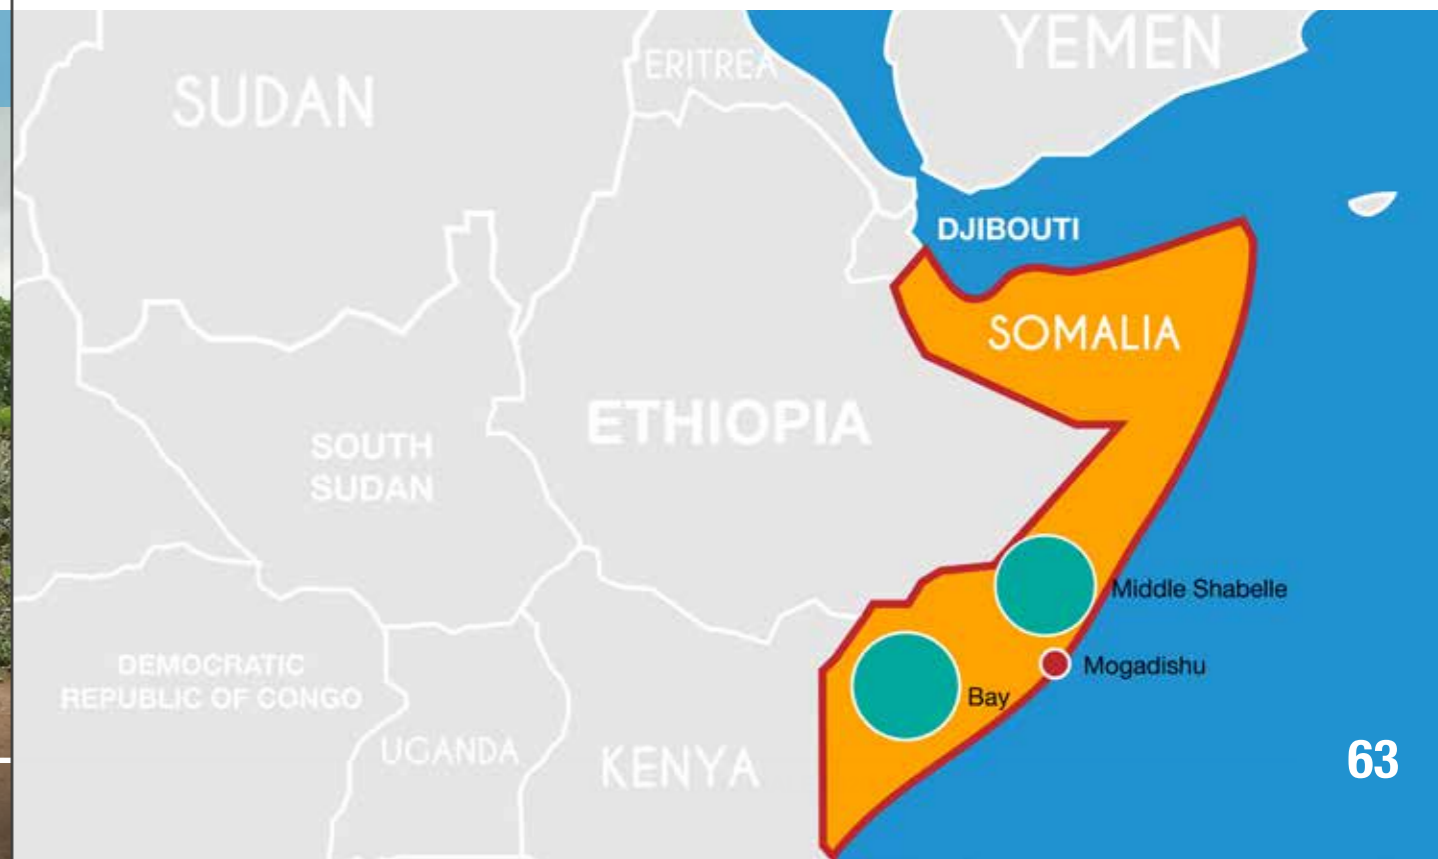 YEMEN
ERITREA
SUDAN
DJIBOUTI
SOMALIA
ETHIOPIA
SOUTH
SUDAN
Middle Shabelle
DEMOCRATIC
REPUBLIC OF CONGO
Mogadishu
Bay
UGANDA
KENYA
63